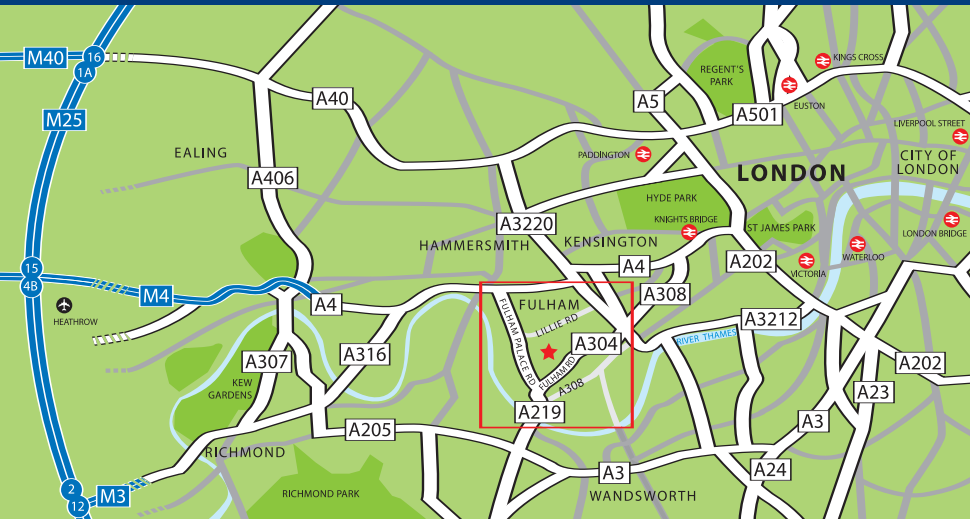 M40
16
1A
M25
A40
EALING
A406
A5
REGENT'S
PARK
KINGS CROSS
EUSTON
A501
LIVERPOOL STREET
PADDINGTON
LONDON
CITY OF
LONDON
HYDE PARK
KNIGHTS BRIDGE
ST JAMES PARK
LONDON BRIDGE
A3220
HAMMERSMITH
KENSINGTON
A4
A202
VICTORIA
WATERLOO
15
4B
M4
HEATHROW
A4
A308
FULHAM
LILLIE RD
FULHAM PALACE RD
A304
FULHAM RD
A308
A219
A3212
RIVER THAMES
A307
A316
KEW
GARDENS
A202
A23
A3
A205
RICHMOND
A3
A24
RICHMOND PARK
WANDSWORTH
2
12
M3